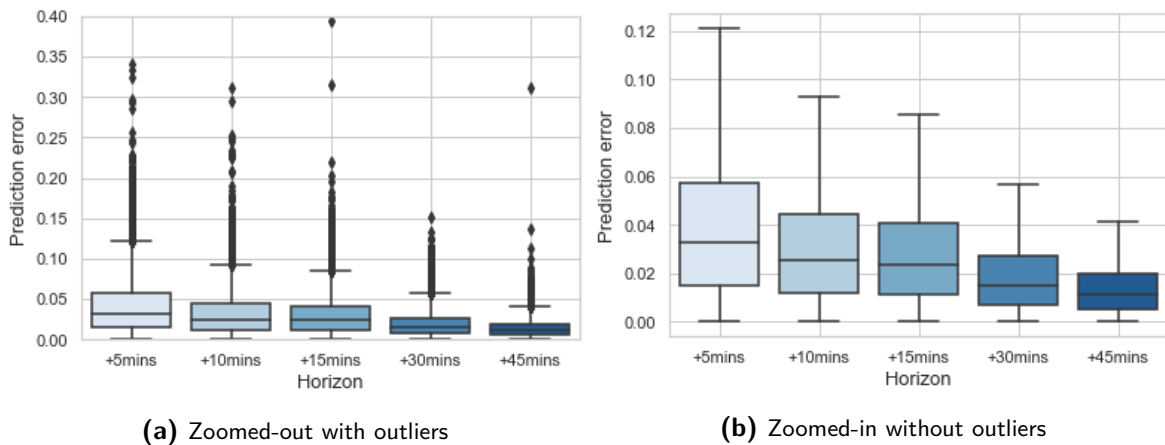 0.40
0.35
0.30
0.25
0.20
0.15
0.10
0.05
0.00
Prediction error
+5mins +10mins +15mins +30mins +45mins
Horizon
(a) Zoomed-out with outliers
0.12
0.10
0.08
0.06
0.04
0.02
0.00
Prediction error
+5mins +10mins +15mins +30mins +45mins
Horizon
(b) Zoomed-in without outliers